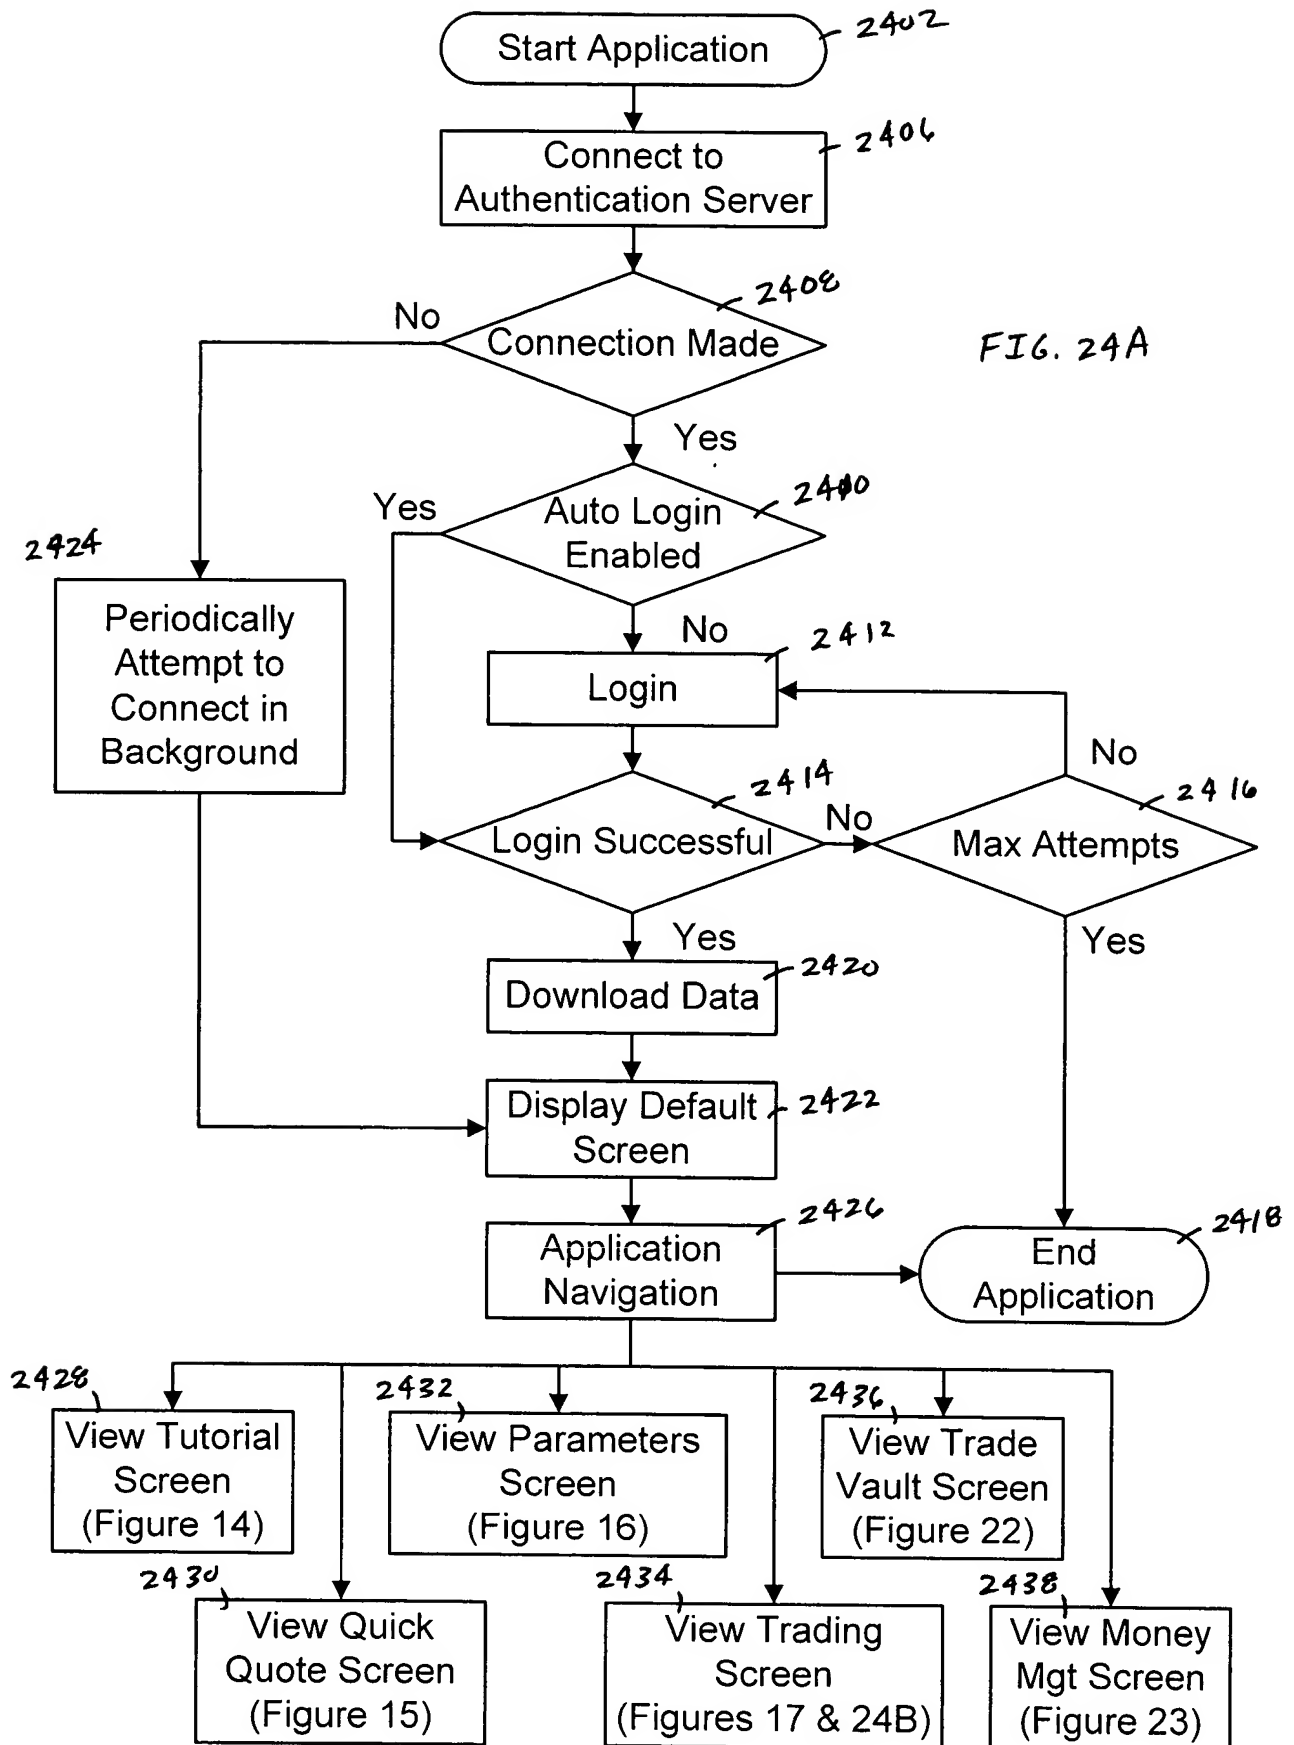 Start Application
2402
Connect to
Authentication Server
2406
Connection Made
2408
No
FIG. 24A
Yes
Auto Login
Enabled
2410
Yes
2424
Periodically
Attempt to
Connect in
Background
No
Login
2412
No
Login Successful
2414
No
Max Attempts
2416
Yes
Yes
Download Data
2420
Display Default
Screen
2422
Application
Navigation
2426
End
Application
2418
2428
View Tutorial
Screen
(Figure 14)
2432
View Parameters
Screen
(Figure 16)
2436
View Trade
Vault Screen
(Figure 22)
2430
View Quick
Quote Screen
(Figure 15)
2434
View Trading
Screen
(Figures 17 & 24B)
2438
View Money
Mgt Screen
(Figure 23)